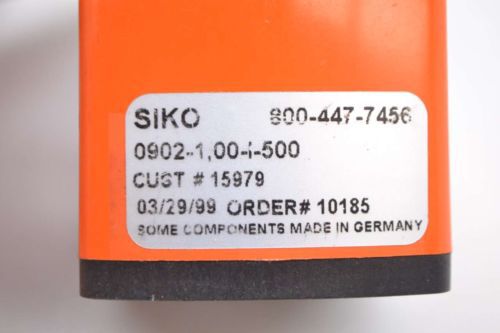 SIKO 800-447-7456
0902-1,00-i-500
CUST # 15979
03/29/99 ORDER# 10185
SOME COMPONENTS MADE IN GERMANY